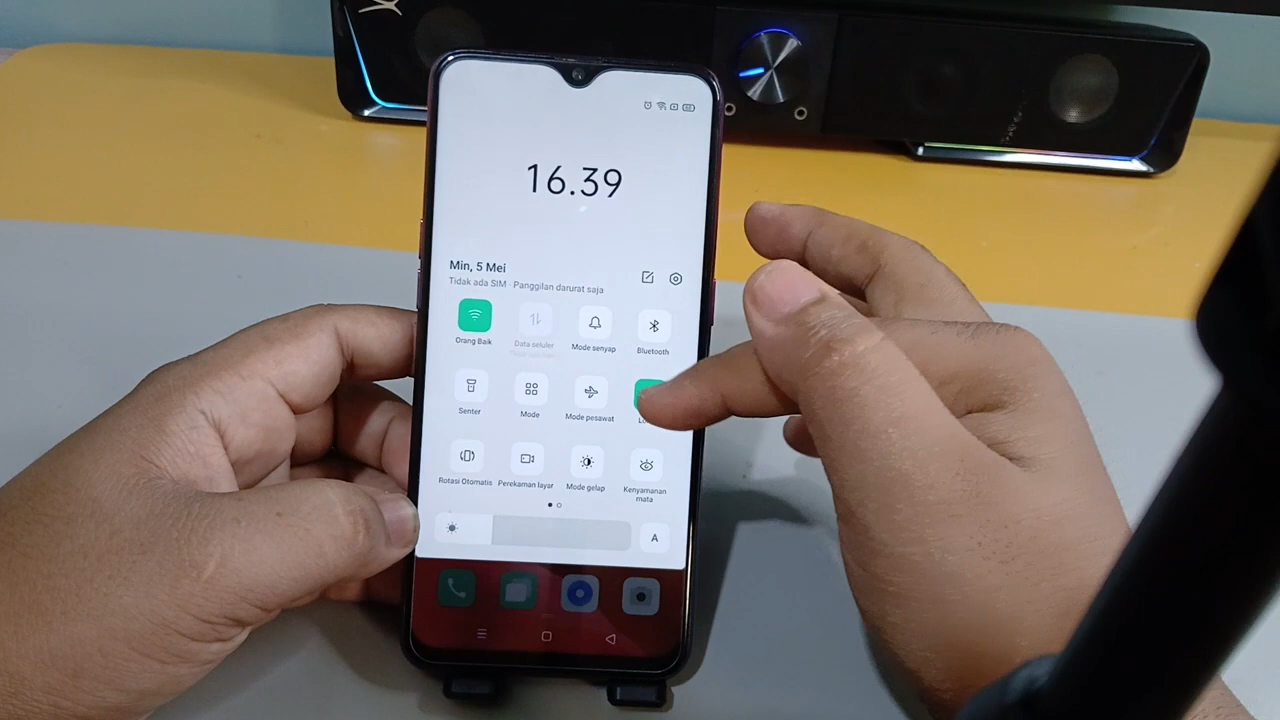 16.39
Min, 5 Mei
Tidak ada SIM · Panggilan darurat saja
Orang Baik
Data seluler
Mode senyap
Bluetooth
Senter
Mode
Mode pesawat
Rotasi Otomatis
Perekaman layar
Mode gelap
Kenyamanan
mata
A